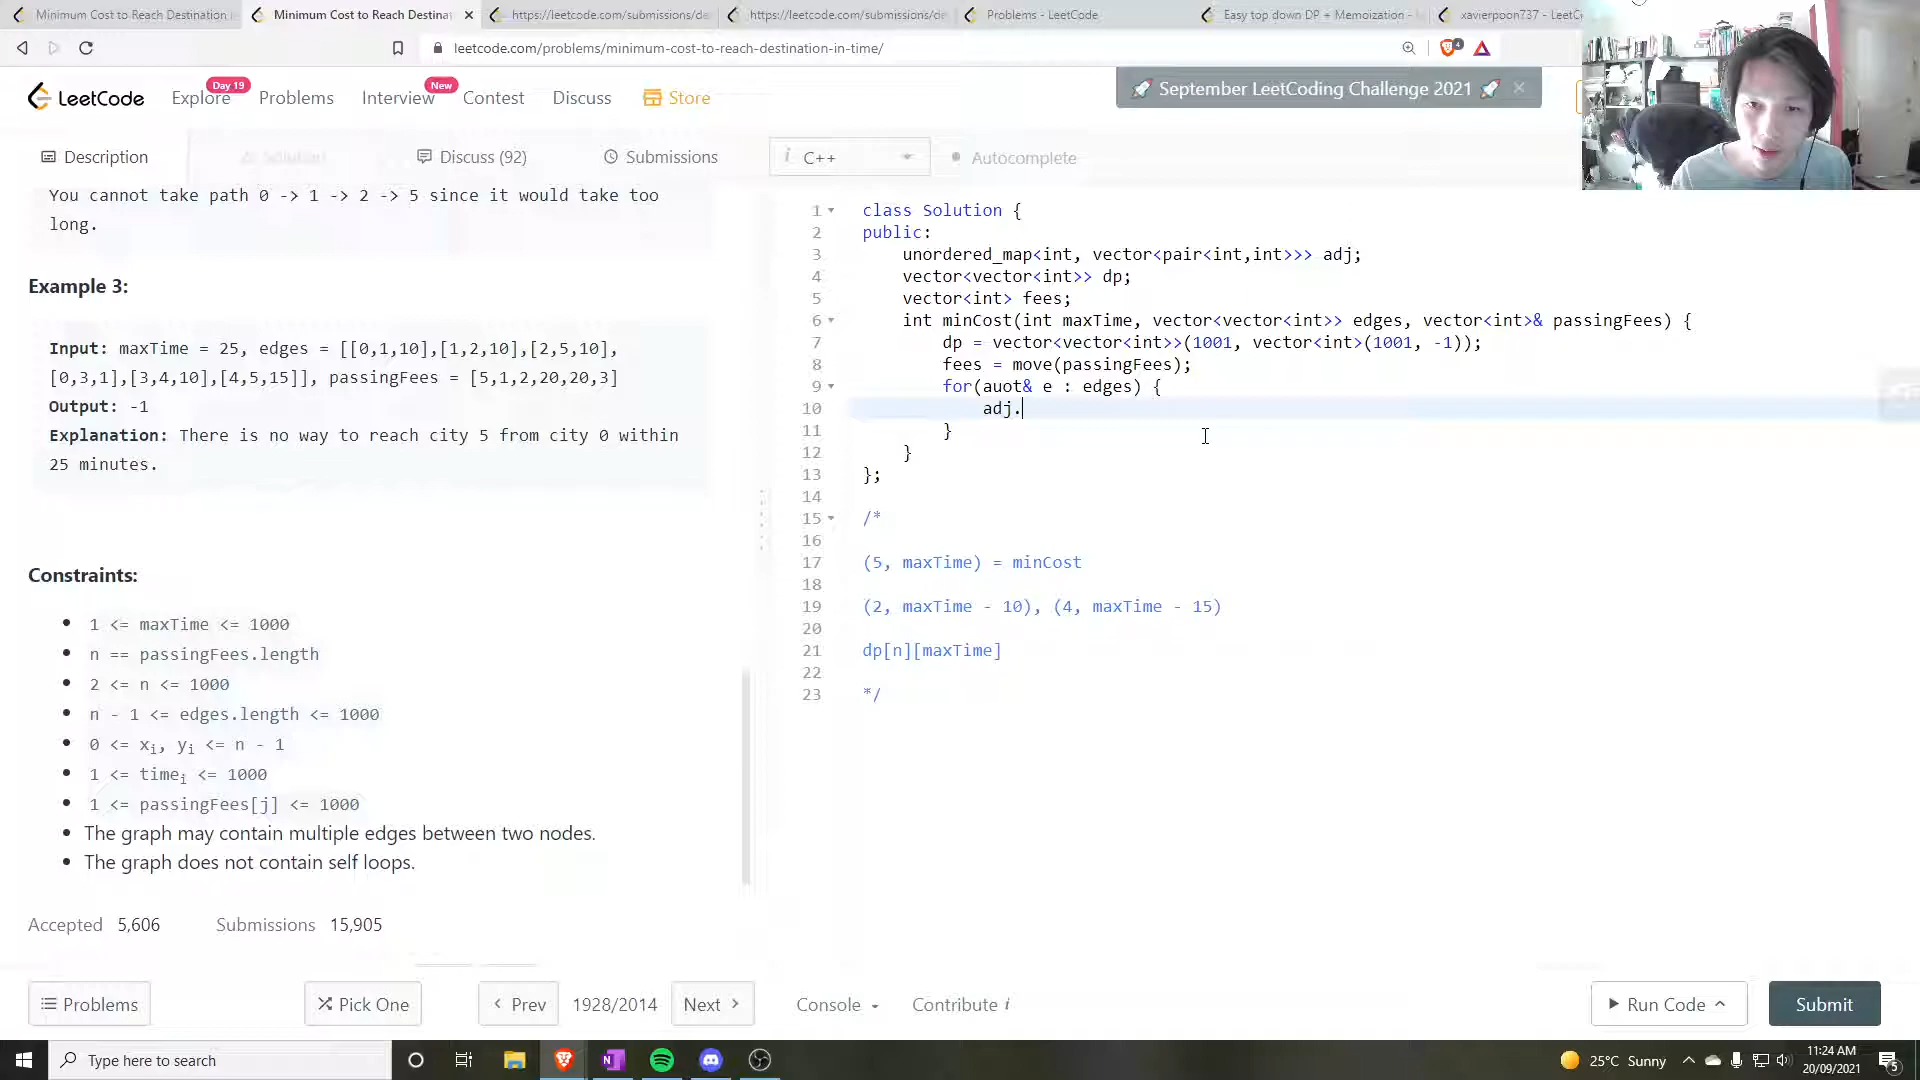 Minimum Cost to Reach Destination in
Minimum Cost to Reach Destinat
https://leetcode.com/submissions/de
https://leetcode.com/submissions/de
Problems - LeetCode
Easy top down DP + Memoization -
xavierpoon737 - LeetC
leetcode.com/problems/minimum-cost-to-reach-destination-in-time/
4
LeetCode
Explore
Day 19
Problems
Interview
New
Contest
Discuss
Store
September LeetCoding Challenge 2021
Description
Solution
Discuss (92)
Submissions
i C++
Autocomplete
You cannot take path 0 -> 1 -> 2 -> 5 since it would take too
long.
Example 3:
Input: maxTime = 25, edges = [[0,1,10],[1,2,10],[2,5,10],
[0,3,1],[3,4,10],[4,5,15]], passingFees = [5,1,2,20,20,3]
Output: -1
Explanation: There is no way to reach city 5 from city 0 within
25 minutes.
Constraints:
1 <= maxTime <= 1000
n == passingFees.length
2 <= n <= 1000
n - 1 <= edges.length <= 1000
0 <= xi, yi <= n - 1
1 <= timei <= 1000
1 <= passingFees[j] <= 1000
The graph may contain multiple edges between two nodes.
The graph does not contain self loops.
Accepted 5,606 Submissions 15,905
1 class Solution {
2 public:
3 unordered_map<int, vector<pair<int,int>>> adj;
4 vector<vector<int>> dp;
5 vector<int> fees;
6 int minCost(int maxTime, vector<vector<int>> edges, vector<int>& passingFees) {
7 dp = vector<vector<int>>(1001, vector<int>(1001, -1));
8 fees = move(passingFees);
9 for(auot& e : edges) {
10 adj.
11 }
12 }
13 };
14
15 /*
16
17 (5, maxTime) = minCost
18
19 (2, maxTime - 10), (4, maxTime - 15)
20
21 dp[n][maxTime]
22
23 */
Problems
Pick One
Prev
1928/2014
Next
Console
Contribute i
Run Code
Submit
Type here to search
25°C Sunny
11:24 AM
20/09/2021
5